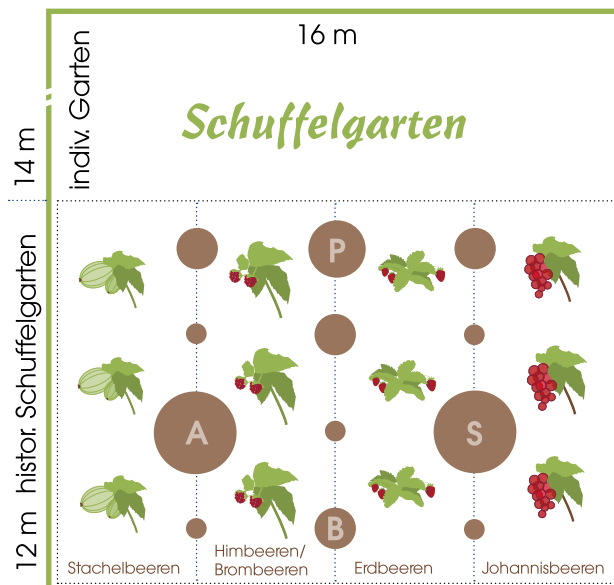 16 m
indiv. Garten
Schuffelgarten
14 m
12 m histor. Schuffelgarten
P
A
S
B
Stachelbeeren
Himbeeren/
Brombeeren
Erdbeeren
Johannisbeeren